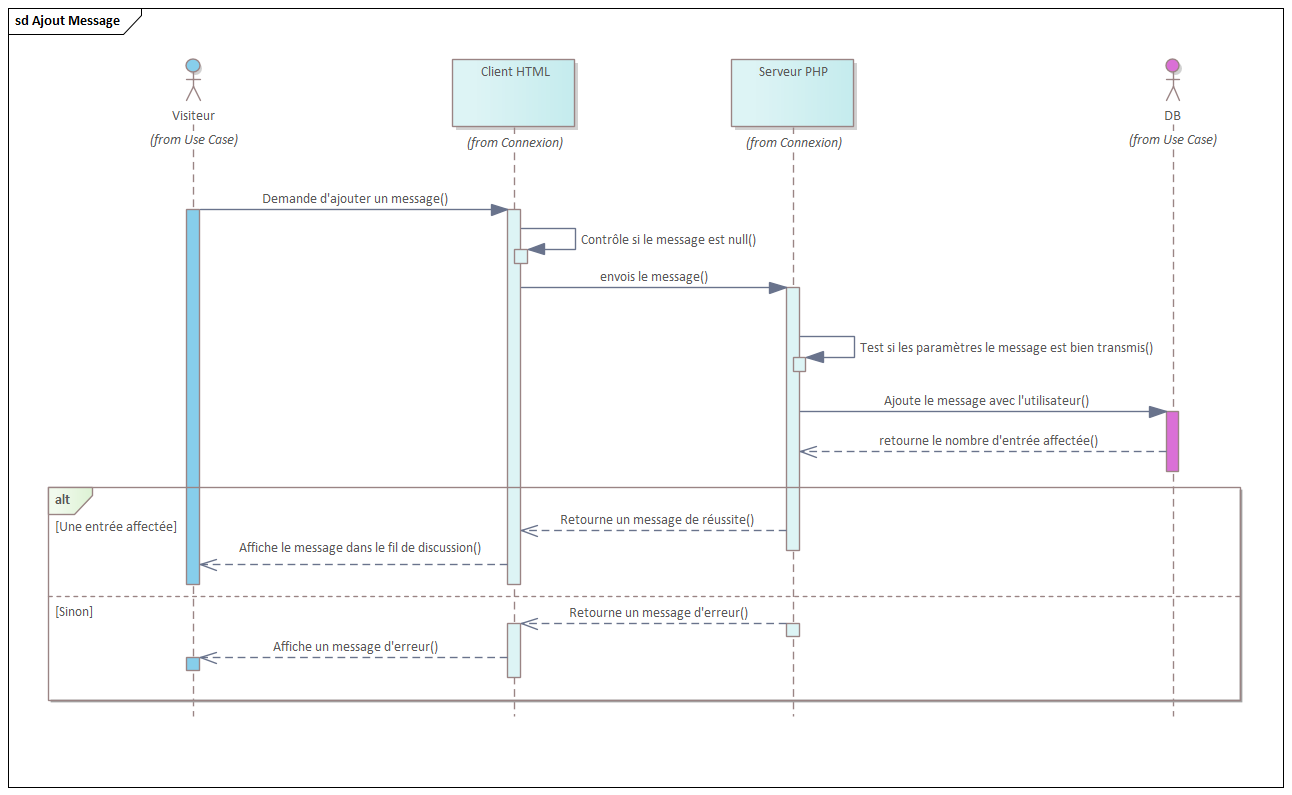 sd Ajout Message
Visiteur
(from Use Case)
Client HTML
(from Connexion)
Serveur PHP
(from Connexion)
DB
(from Use Case)
Demande d'ajouter un message()
Contrôle si le message est null()
envois le message()
Test si les paramètres le message est bien transmis()
Ajoute le message avec l'utilisateur()
retourne le nombre d'entrée affectée()
alt
[Une entrée affectée]
Retourne un message de réussite()
Affiche le message dans le fil de discussion()
[Sinon]
Retourne un message d'erreur()
Affiche un message d'erreur()